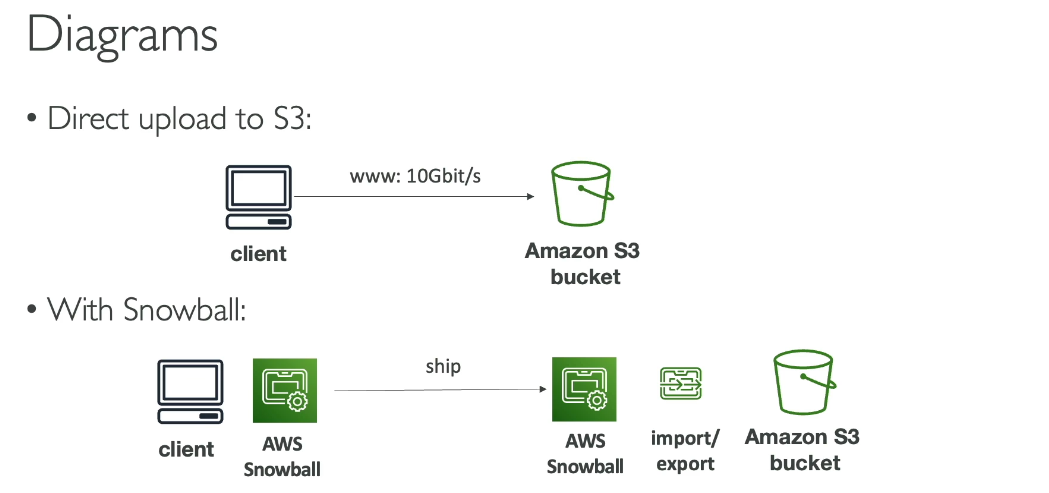 Diagrams
• Direct upload to S3:
www: 10Gbit/s
client
Amazon S3
bucket
• With Snowball:
ship
client
AWS
Snowball
AWS
Snowball
import/
export
Amazon S3
bucket